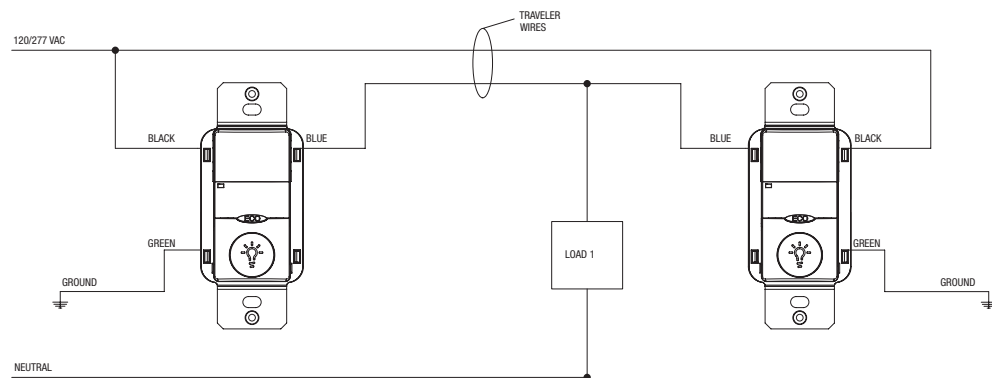 TRAVELER
WIRES
120/277 VAC
BLACK
BLUE
BLUE
BLACK
ECO
ECO
GREEN
LOAD 1
GREEN
GROUND
GROUND
NEUTRAL